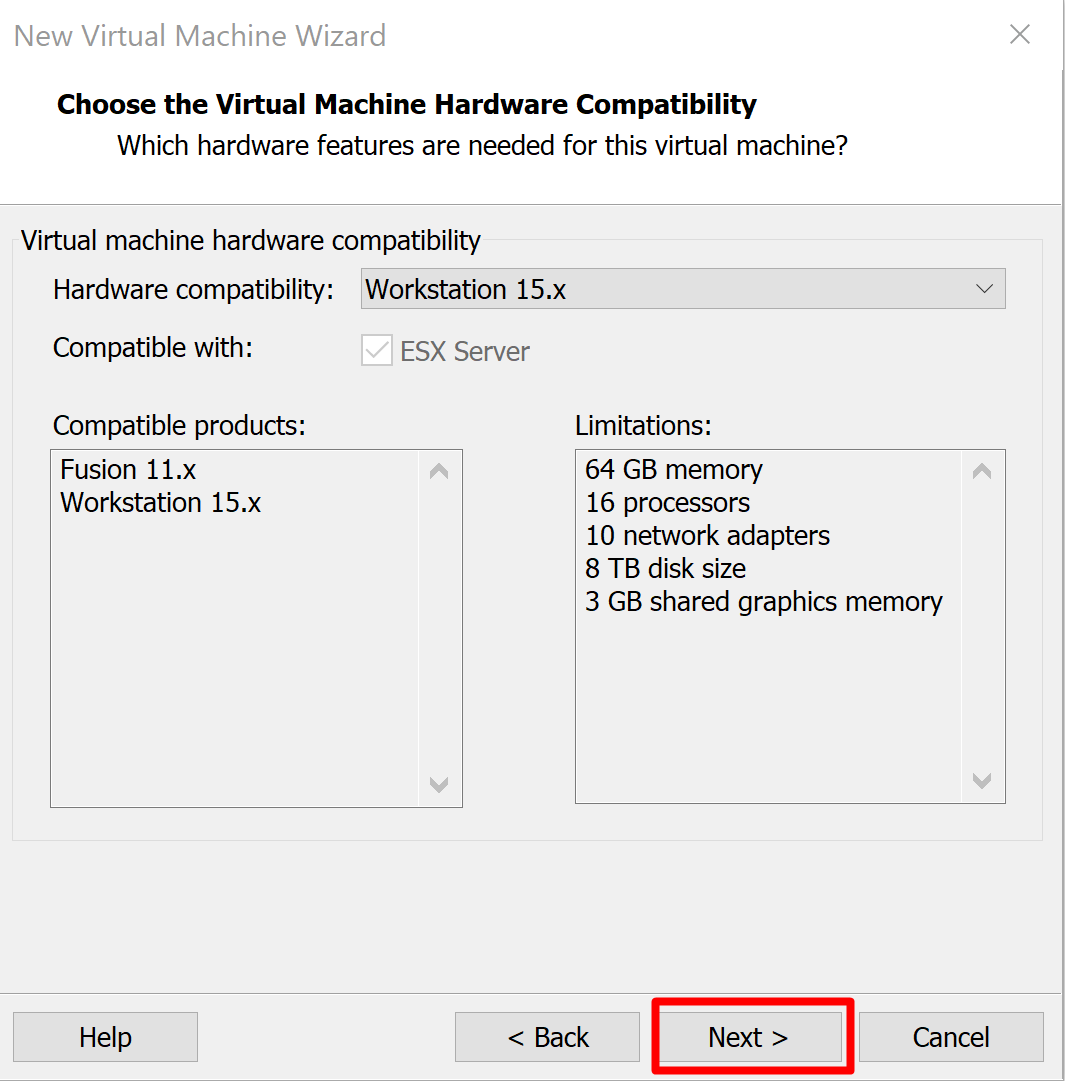 New Virtual Machine Wizard
Choose the Virtual Machine Hardware Compatibility
Which hardware features are needed for this virtual machine?
Virtual machine hardware compatibility
Hardware compatibility: Workstation 15.x
Compatible with: ESX Server
Compatible products:
Fusion 11.x
Workstation 15.x
Limitations:
64 GB memory
16 processors
10 network adapters
8 TB disk size
3 GB shared graphics memory
Help < Back Next > Cancel